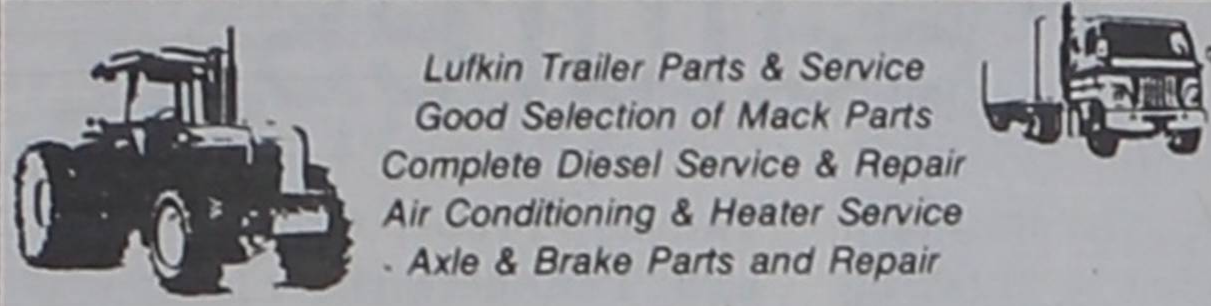 Lufkin Trailer Parts & Service
Good Selection of Mack Parts
Complete Diesel Service & Repair
Air Conditioning & Heater Service
Axle & Brake Parts and Repair